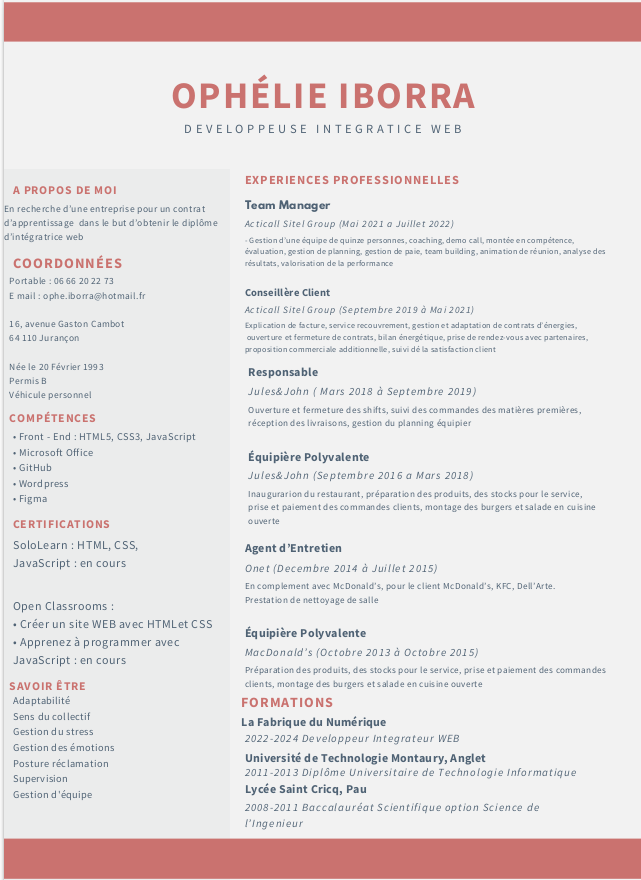 OPHÉLIE IBORRA
DEVELOPPEUSE INTEGRATICE WEB
A PROPOS DE MOI
En recherche d'une entreprise pour un contrat
d'apprentissage dans le but d'obtenir le diplôme
d'intégratrice web
COORDONNÉES
Portable : 06 66 20 22 73
E mail : ophe.iborra@hotmail.fr
16, avenue Gaston Cambot
64 110 Jurançon
Née le 20 Février 1993
Permis B
Véhicule personnel
COMPÉTENCES
• Front - End : HTML5, CSS3, JavaScript
• Microsoft Office
• GitHub
• Wordpress
• Figma
CERTIFICATIONS
SoloLearn : HTML, CSS,
JavaScript : en cours
Open Classrooms :
• Créer un site WEB avec HTMLet CSS
• Apprenez à programmer avec
JavaScript : en cours
SAVOIR ÊTRE
Adaptabilité
Sens du collectif
Gestion du stress
Gestion des émotions
Posture réclamation
Supervision
Gestion d'équipe
EXPERIENCES PROFESSIONNELLES
Team Manager
Acticall Sitel Group (Mai 2021 a Juillet 2022)
- Gestion d'une équipe de quinze personnes, coaching, demo call, montée en compétence,
évaluation, gestion de planning, gestion de paie, team building, animation de réunion, analyse des
résultats, valorisation de la performance
Conseillère Client
Acticall Sitel Group (Septembre 2019 à Mai 2021)
Explication de facture, service recouvrement, gestion et adaptation de contrats d'énergies,
ouverture et fermeture de contrats, bilan énergétique, prise de rendez-vous avec partenaires,
proposition commerciale additionnelle, suivi dé la satisfaction client
Responsable
Jules&John ( Mars 2018 à Septembre 2019)
Ouverture et fermeture des shifts, suivi des commandes des matières premières,
réception des livraisons, gestion du planning équipier
Équipière Polyvalente
Jules&John (Septembre 2016 a Mars 2018)
Inaugurarion du restaurant, préparation des produits, des stocks pour le service,
prise et paiement des commandes clients, montage des burgers et salade en cuisine
ouverte
Agent d'Entretien
Onet (Decembre 2014 à Juillet 2015)
En complement avec McDonald's, pour le client McDonald's, KFC, Dell'Arte.
Prestation de nettoyage de salle
Équipière Polyvalente
MacDonald's (Octobre 2013 à Octobre 2015)
Préparation des produits, des stocks pour le service, prise et paiement des commandes
clients, montage des burgers et salade en cuisine ouverte
FORMATIONS
La Fabrique du Numérique
2022-2024 Developpeur Integrateur WEB
Université de Technologie Montaury, Anglet
2011-2013 Diplôme Universitaire de Technologie Informatique
Lycée Saint Cricq, Pau
2008-2011 Baccalauréat Scientifique option Science de
l'Ingenieur